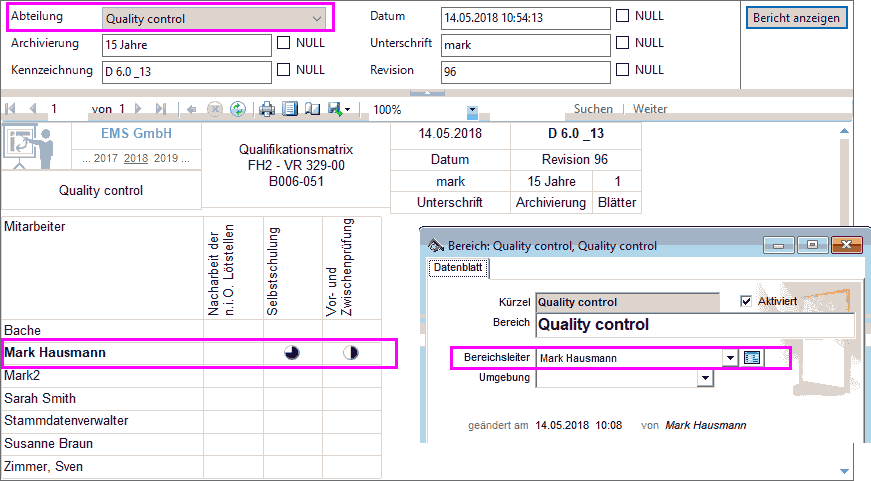 Abteilung Quality control Datum 14.05.2018 10:54:13 NULL Bericht anzeigen
Archivierung 15 Jahre NULL Unterschrift mark NULL
Kennzeichnung D 6.0 _13 NULL Revision 96 NULL
1 von 1 100% Suchen | Weiter
EMS GmbH
... 2017 2018 2019 ...
Quality control
Qualifikationsmatrix
FH2 - VR 329-00
B006-051
14.05.2018 D 6.0 _13
Datum Revision 96
mark 15 Jahre 1
Unterschrift Archivierung Blätter
Mitarbeiter
Nacharbeit der
n.i.O. Lötstellen
Selbstschulung
Vor- und
Zwischenprüfung
Bache
Mark Hausmann
Mark2
Sarah Smith
Stammdatenverwalter
Susanne Braun
Zimmer, Sven
Bereich: Quality control, Quality control
Datenblatt
Kürzel Quality control Aktiviert
Bereich Quality control
Bereichsleiter Mark Hausmann
Umgebung
geändert am 14.05.2018 10:08 von Mark Hausmann